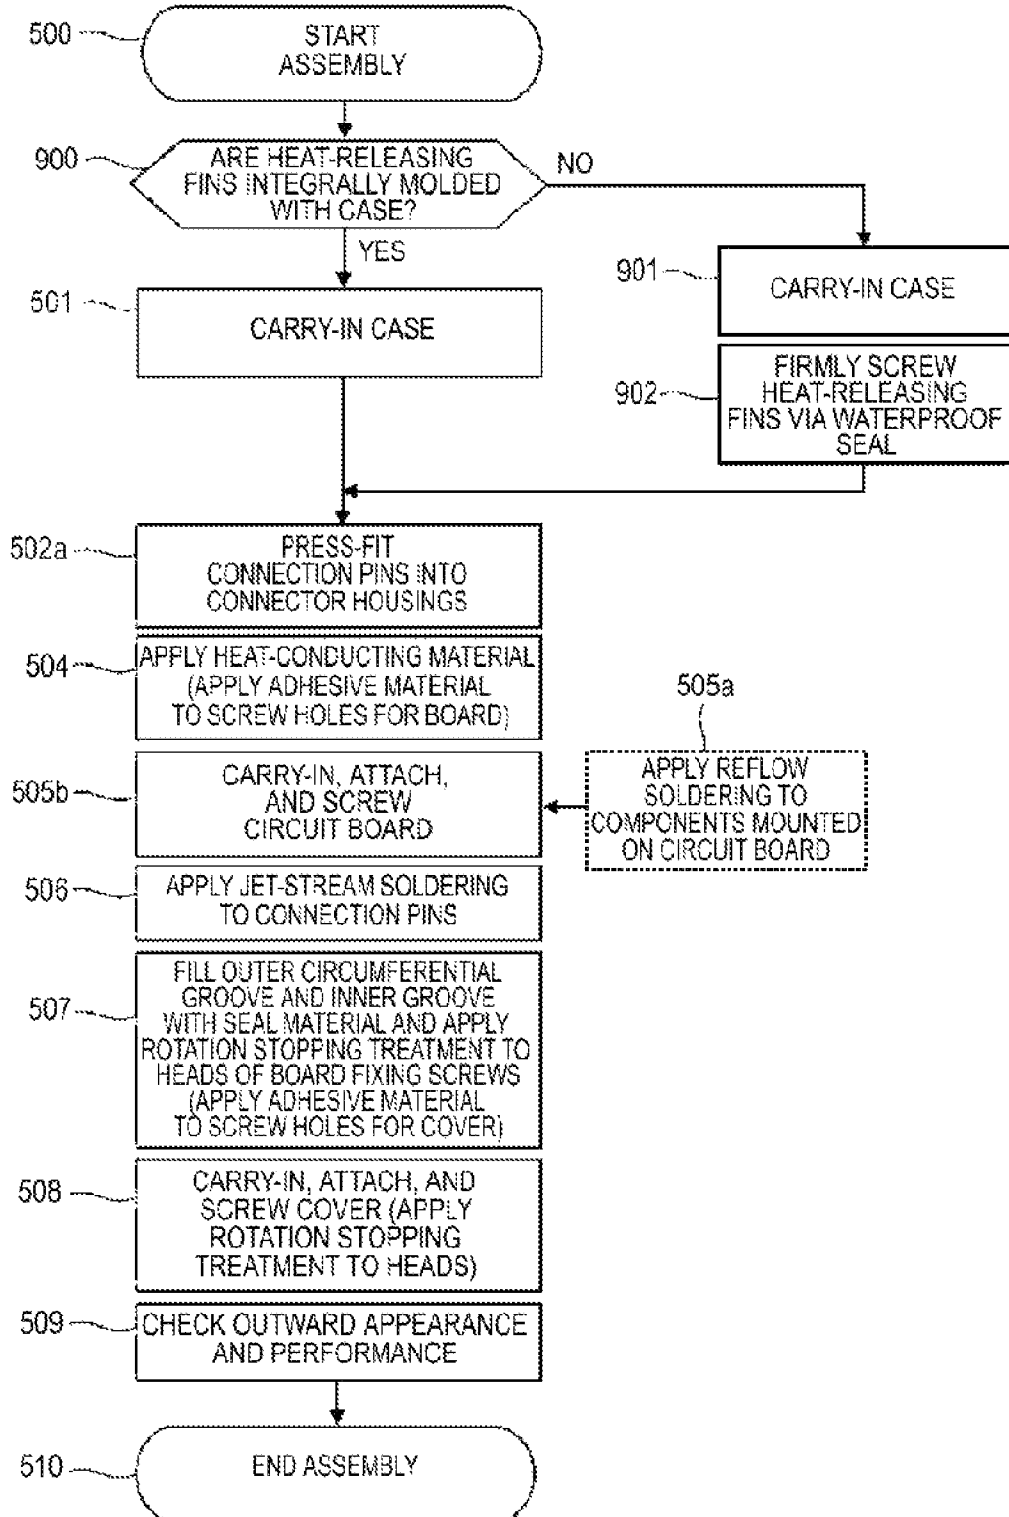 500
START
ASSEMBLY
900
ARE HEAT-RELEASING
FINS INTEGRALLY MOLDED
WITH CASE?
NO
YES
501
CARRY-IN CASE
901
CARRY-IN CASE
902
FIRMLY SCREW
HEAT-RELEASING
FINS VIA WATERPROOF
SEAL
502a
PRESS-FIT
CONNECTION PINS INTO
CONNECTOR HOUSINGS
504
APPLY HEAT-CONDUCTING MATERIAL
(APPLY ADHESIVE MATERIAL
TO SCREW HOLES FOR BOARD)
505a
APPLY REFLOW
SOLDERING TO
COMPONENTS MOUNTED
ON CIRCUIT BOARD
505b
CARRY-IN, ATTACH,
AND SCREW
CIRCUIT BOARD
506
APPLY JET-STREAM SOLDERING
TO CONNECTION PINS
507
FILL OUTER CIRCUMFERENTIAL
GROOVE AND INNER GROOVE
WITH SEAL MATERIAL AND APPLY
ROTATION STOPPING TREATMENT TO
HEADS OF BOARD FIXING SCREWS
(APPLY ADHESIVE MATERIAL
TO SCREW HOLES FOR COVER)
508
CARRY-IN, ATTACH, AND
SCREW COVER (APPLY
ROTATION STOPPING
TREATMENT TO HEADS)
509
CHECK OUTWARD APPEARANCE
AND PERFORMANCE
510
END ASSEMBLY